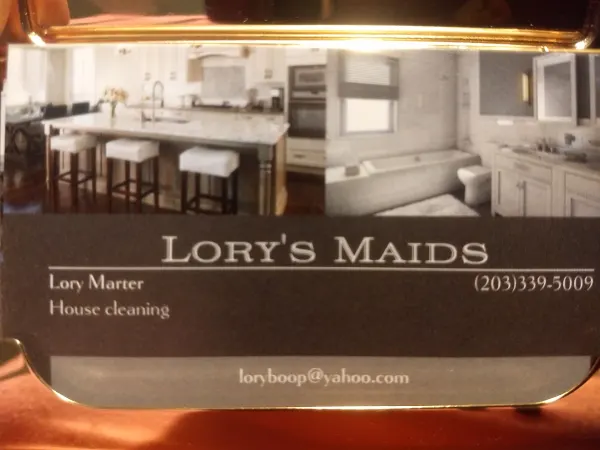 LORY'S MAIDS
Lory Marter (203)339-5009
House cleaning
loryboop@yahoo.com